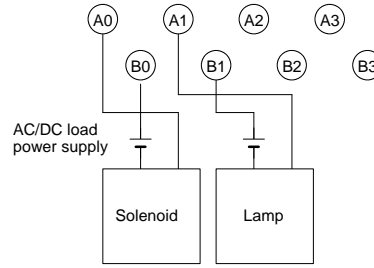 A0 A1 A2 A3
B0 B1 B2 B3
AC/DC load
power supply
Solenoid Lamp